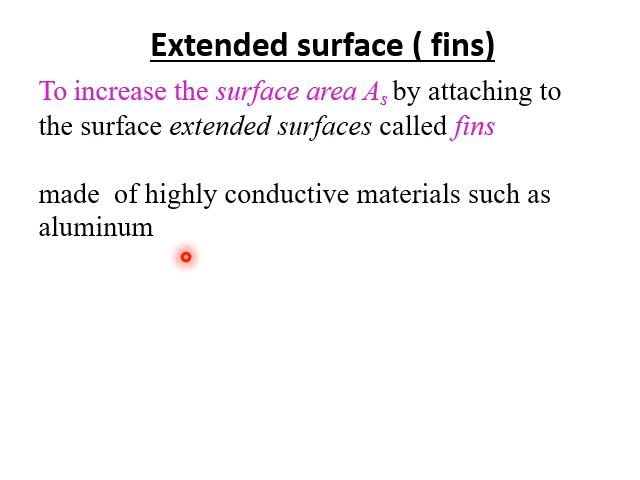 Extended surface ( fins)
To increase the surface area As by attaching to
the surface extended surfaces called fins
made  of highly conductive materials such as
aluminum